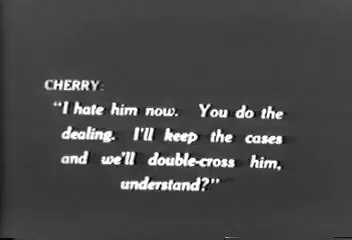 CHERRY:
"I hate him now. You do the
dealing. I'll keep the cases
and we'll double-cross him,
understand?"